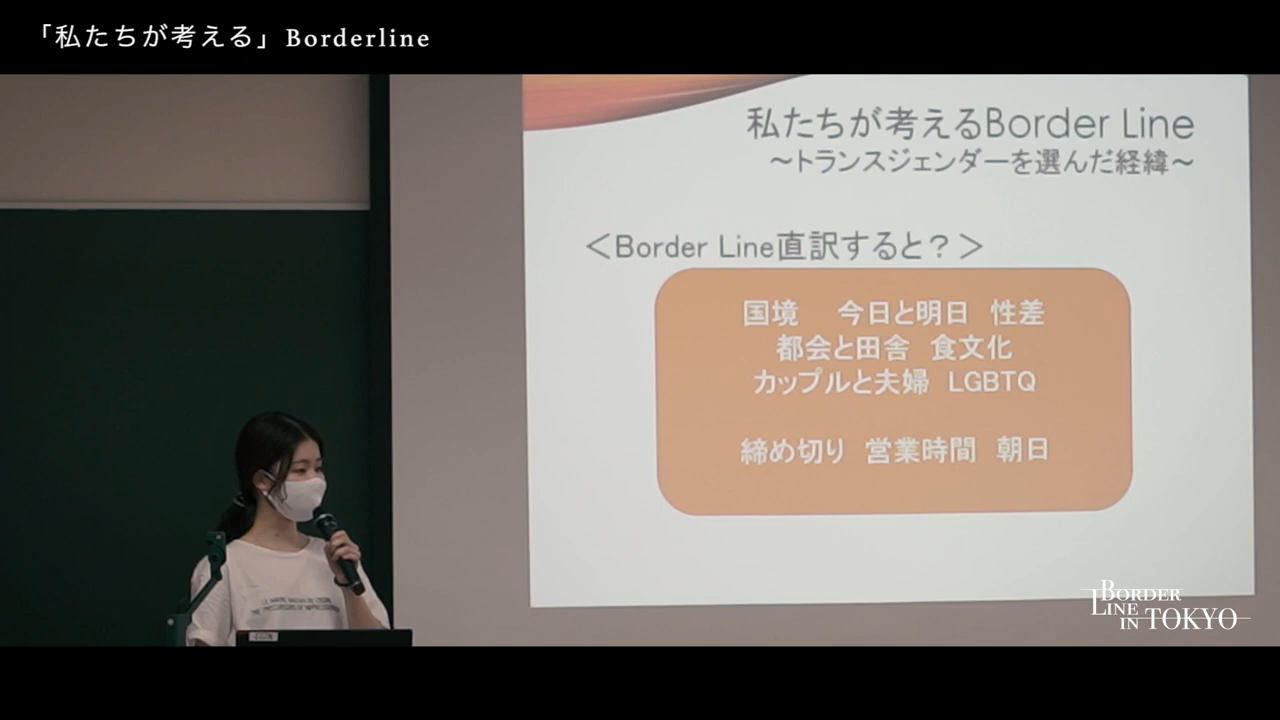 「私たちが考える」Borderline
私たちが考えるBorder Line
～トランスジェンダーを選んだ経緯～
＜Border Line直訳すると？＞
国境　今日と明日　性差
都会と田舎　食文化
カップルと夫婦　LGBTQ
締め切り　営業時間　朝日
BORDER
LINE
IN TOKYO